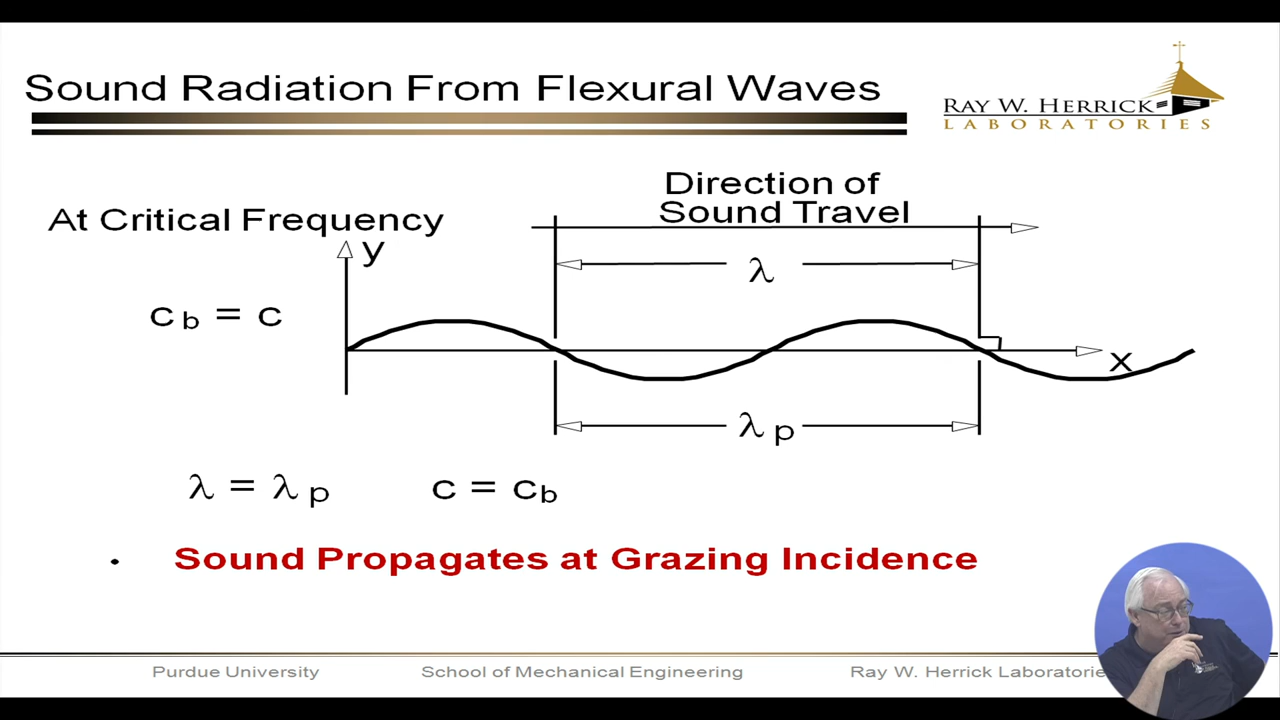 Sound Radiation From Flexural Waves
RAY W. HERRICK
LABORATORIES
Direction of
Sound Travel
At Critical Frequency
y
λ
c b = c
x
λ p
λ = λ p
c = cb
• Sound Propagates at Grazing Incidence
Purdue University
School of Mechanical Engineering
Ray W. Herrick Laboratorie